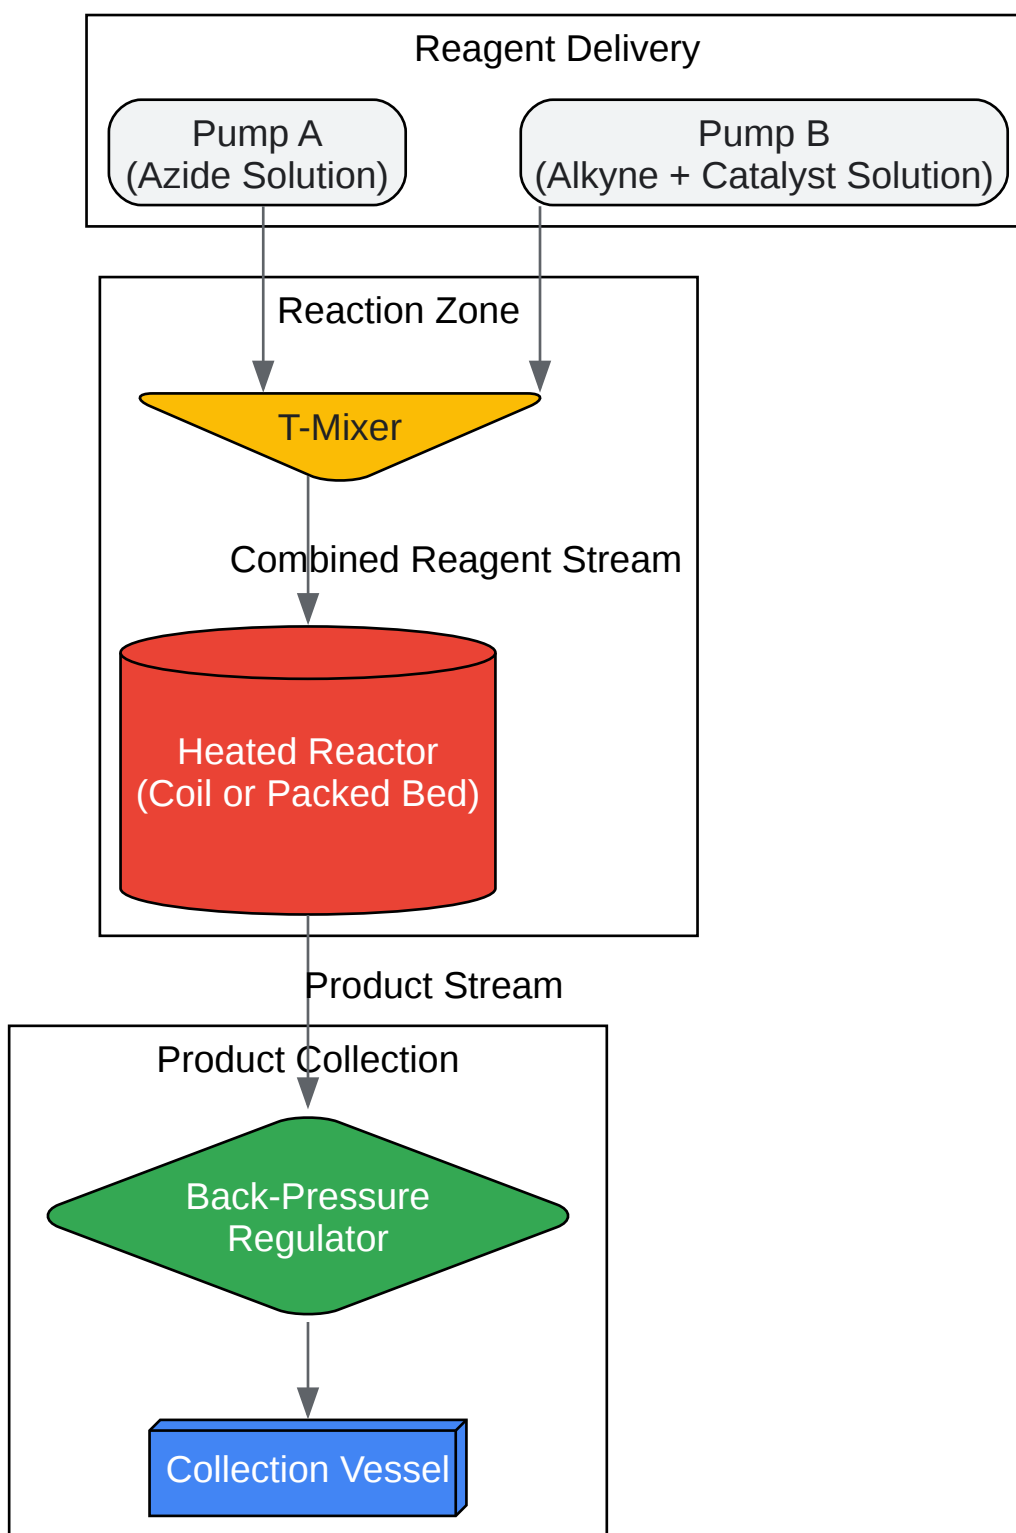 Reagent Delivery
Pump A
(Azide Solution)
Pump B
(Alkyne + Catalyst Solution)
Reaction Zone
T-Mixer
Combined Reagent Stream
Heated Reactor
(Coil or Packed Bed)
Product Stream
Product Collection
Back-Pressure
Regulator
Collection Vessel